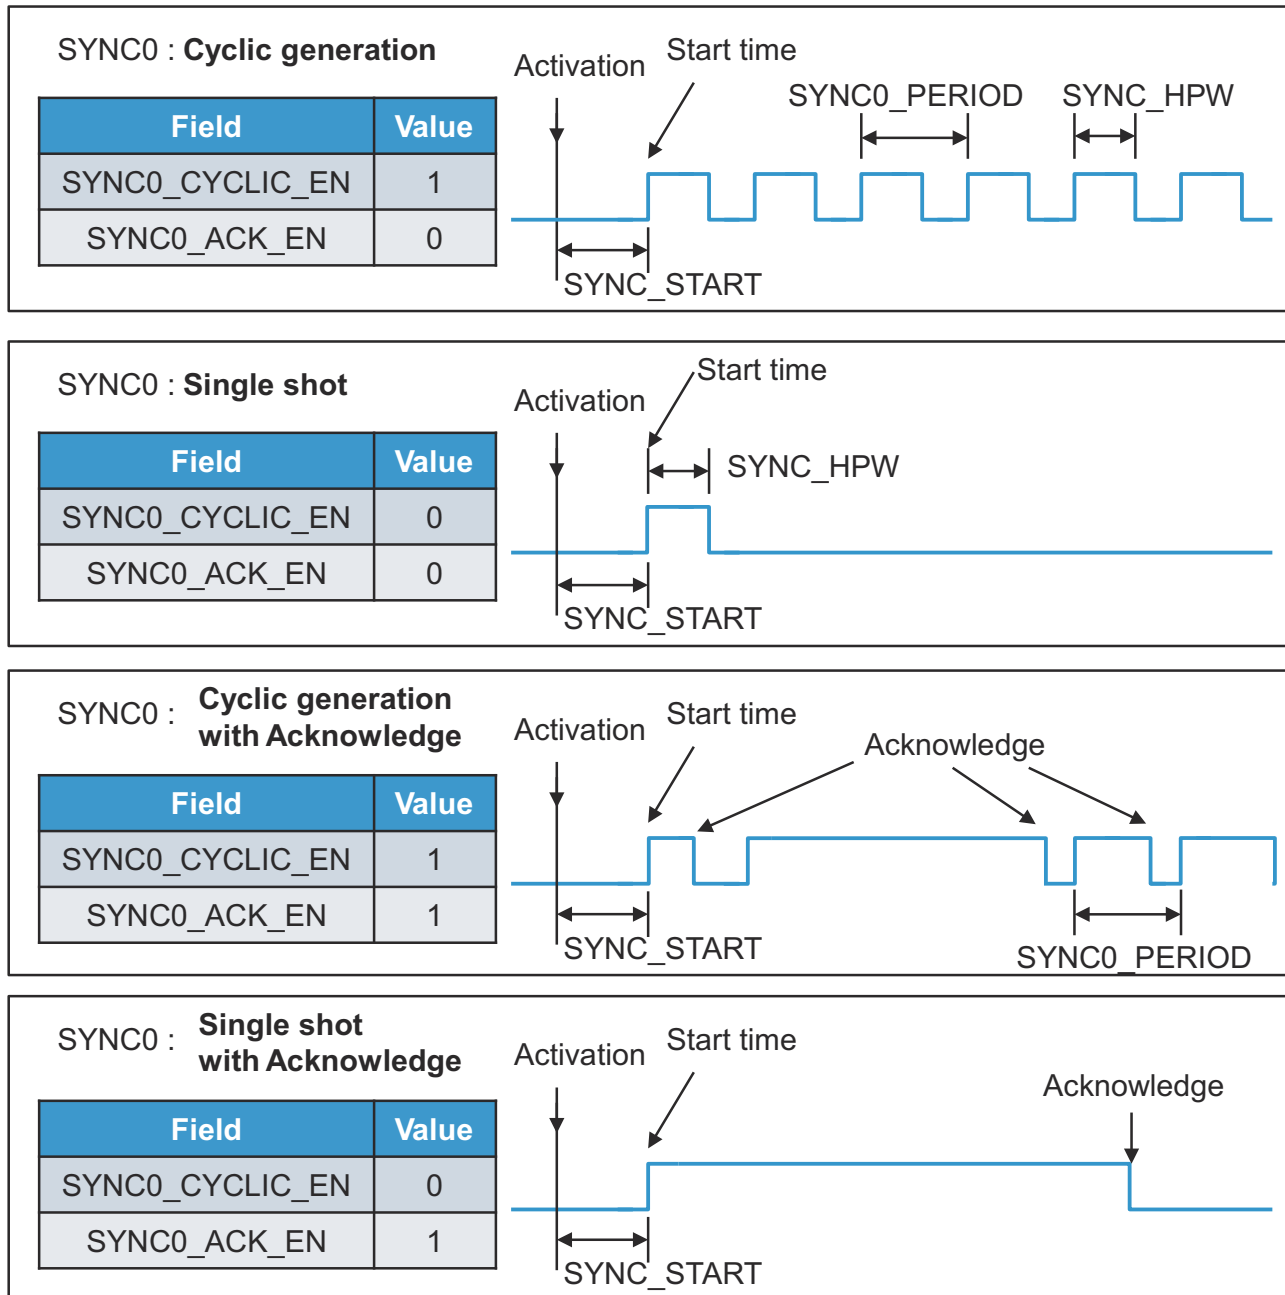 SYNC0 : Cyclic generation
Activation
Start time
SYNC0_PERIOD
SYNC_HPW
Field Value
SYNC0_CYCLIC_EN 1
SYNC0_ACK_EN 0
SYNC_START
SYNC0 : Single shot
Activation
Start time
SYNC_HPW
Field Value
SYNC0_CYCLIC_EN 0
SYNC0_ACK_EN 0
SYNC_START
SYNC0 : Cyclic generation
with Acknowledge
Activation
Start time
Acknowledge
Field Value
SYNC0_CYCLIC_EN 1
SYNC0_ACK_EN 1
SYNC_START
SYNC0_PERIOD
SYNC0 : Single shot
with Acknowledge
Activation
Start time
Acknowledge
Field Value
SYNC0_CYCLIC_EN 0
SYNC0_ACK_EN 1
SYNC_START